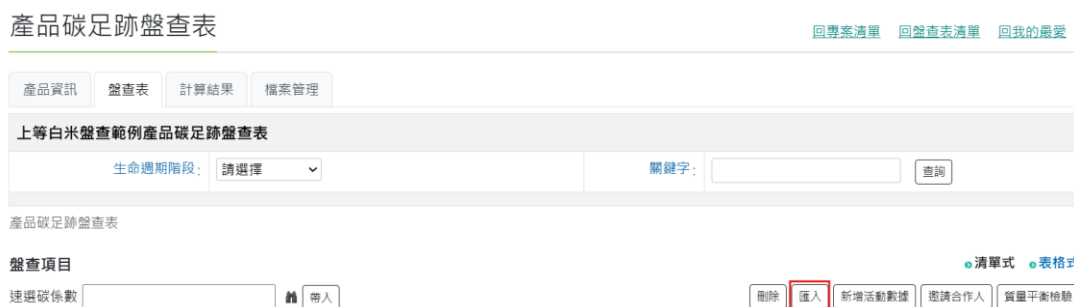 產品碳足跡盤查表
回專案清單 回盤查表清單 回我的最愛
產品資訊 盤查表 計算結果 檔案管理
上等白米盤查範例產品碳足跡盤查表
生命週期階段: 請選擇 關鍵字: 查詢
產品碳足跡盤查表
盤查項目 清單式 表格式
速選碳係數 帶入 刪除 匯入 新增活動數據 邀請合作人 質量平衡檢驗